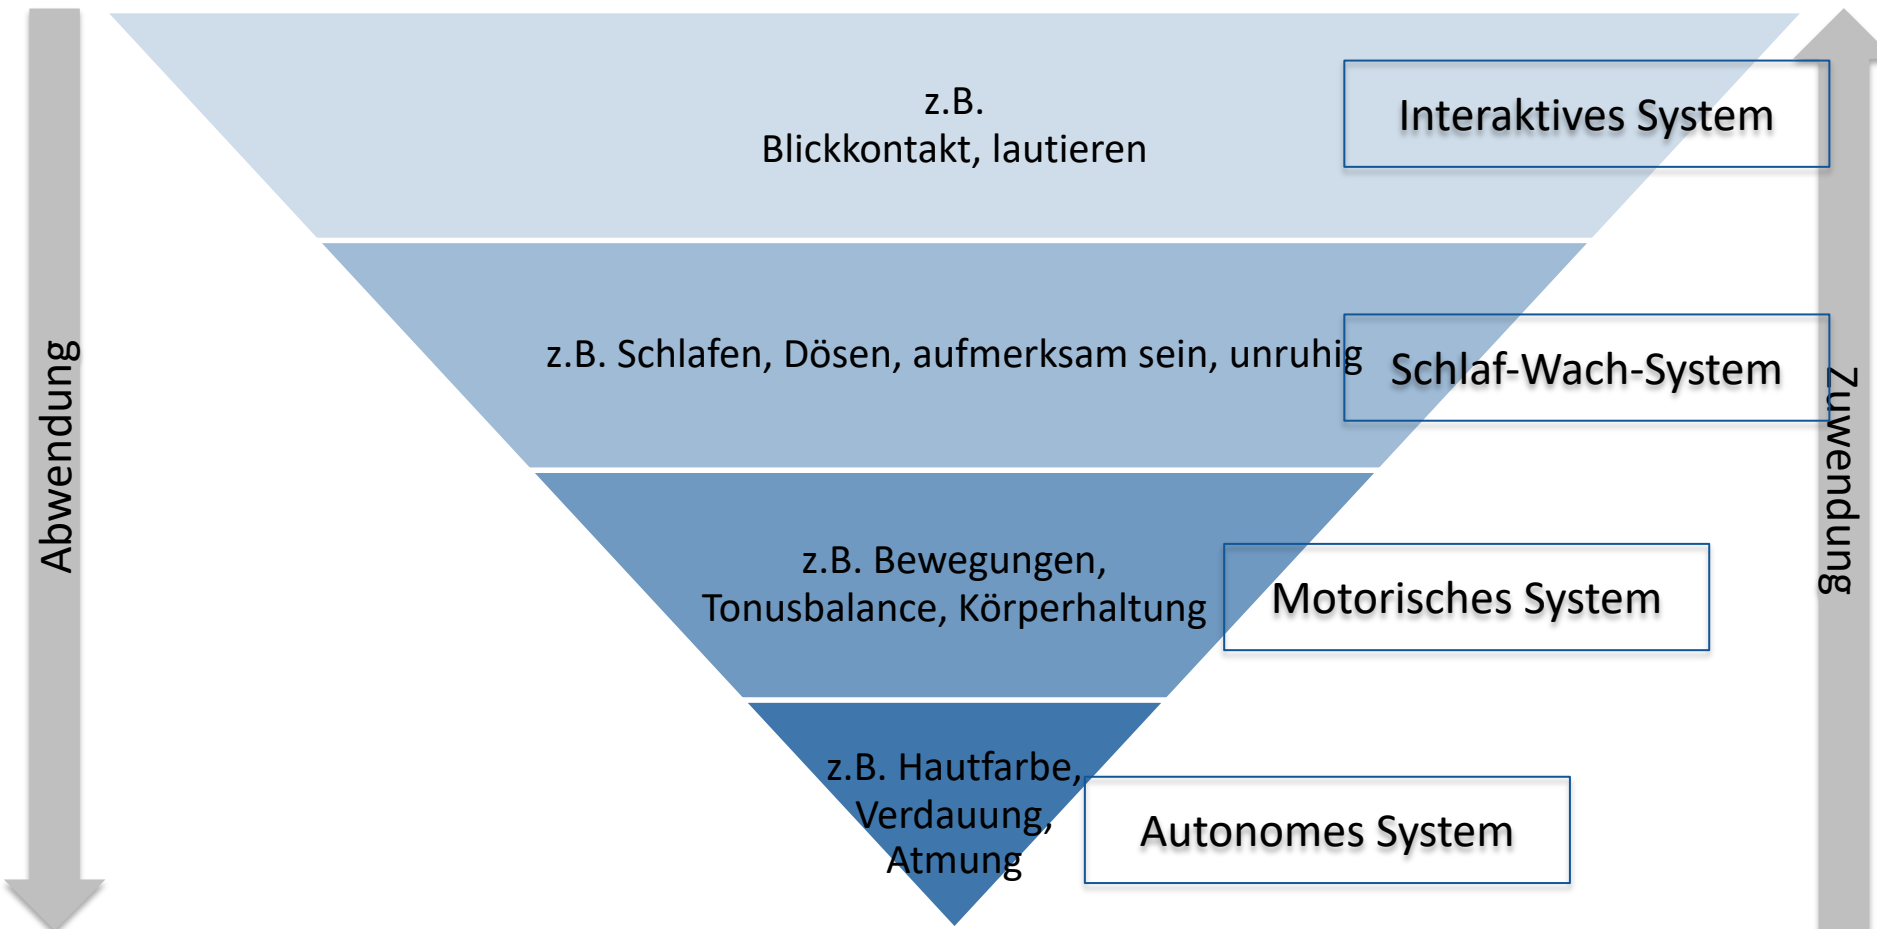 z.B.
Blickkontakt, lautieren
Interaktives System
z.B. Schlafen, Dösen, aufmerksam sein, unruhig
Schlaf-Wach-System
Abwendung
Zuwendung
z.B. Bewegungen,
Tonusbalance, Körperhaltung
Motorisches System
z.B. Hautfarbe,
Verdauung,
Atmung
Autonomes System